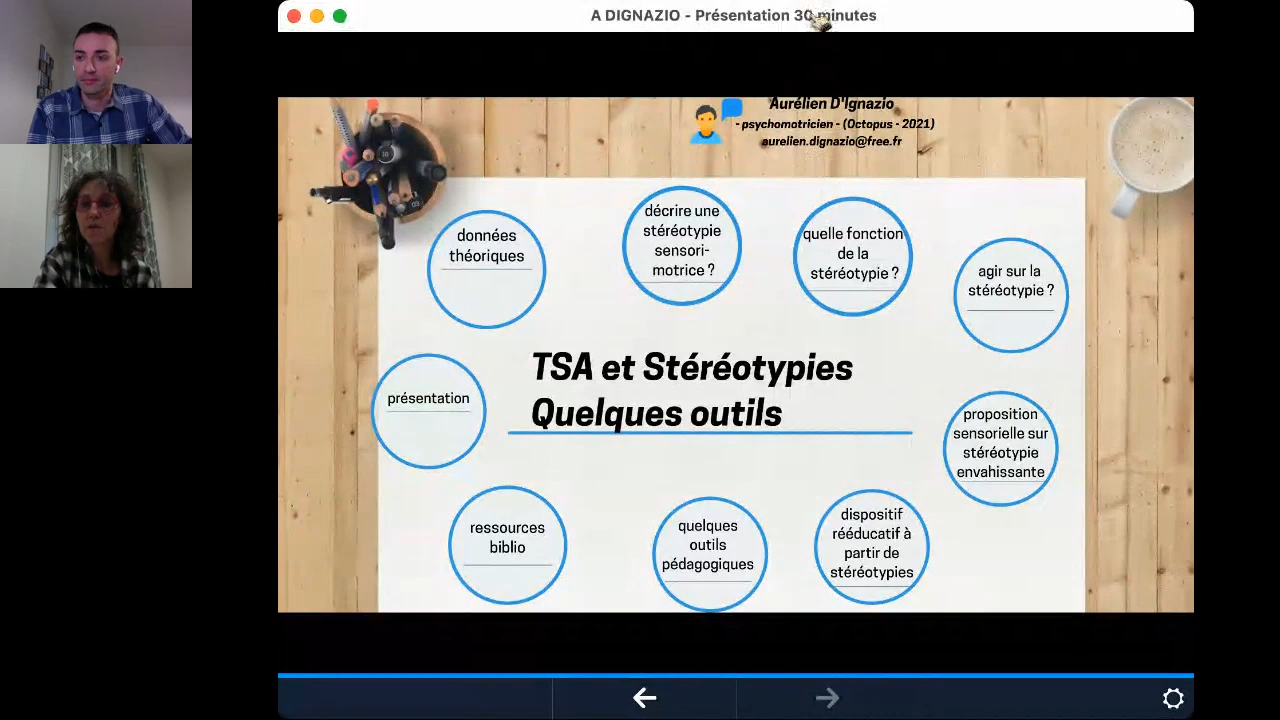 A DIGNAZIO - Présentation 30 minutes
Aurélien D'Ignazio
- psychomotricien - (Octopus - 2021)
aurelien.dignazio@free.fr
données
théoriques
décrire une
stéréotypie
sensori-
motrice ?
quelle fonction
de la
stéréotypie ?
agir sur la
stéréotypie ?
TSA et Stéréotypies
Quelques outils
présentation
proposition
sensorielle sur
stéréotypie
envahissante
ressources
biblio
quelques
outils
pédagogiques
dispositif
rééducatif à
partir de
stéréotypies